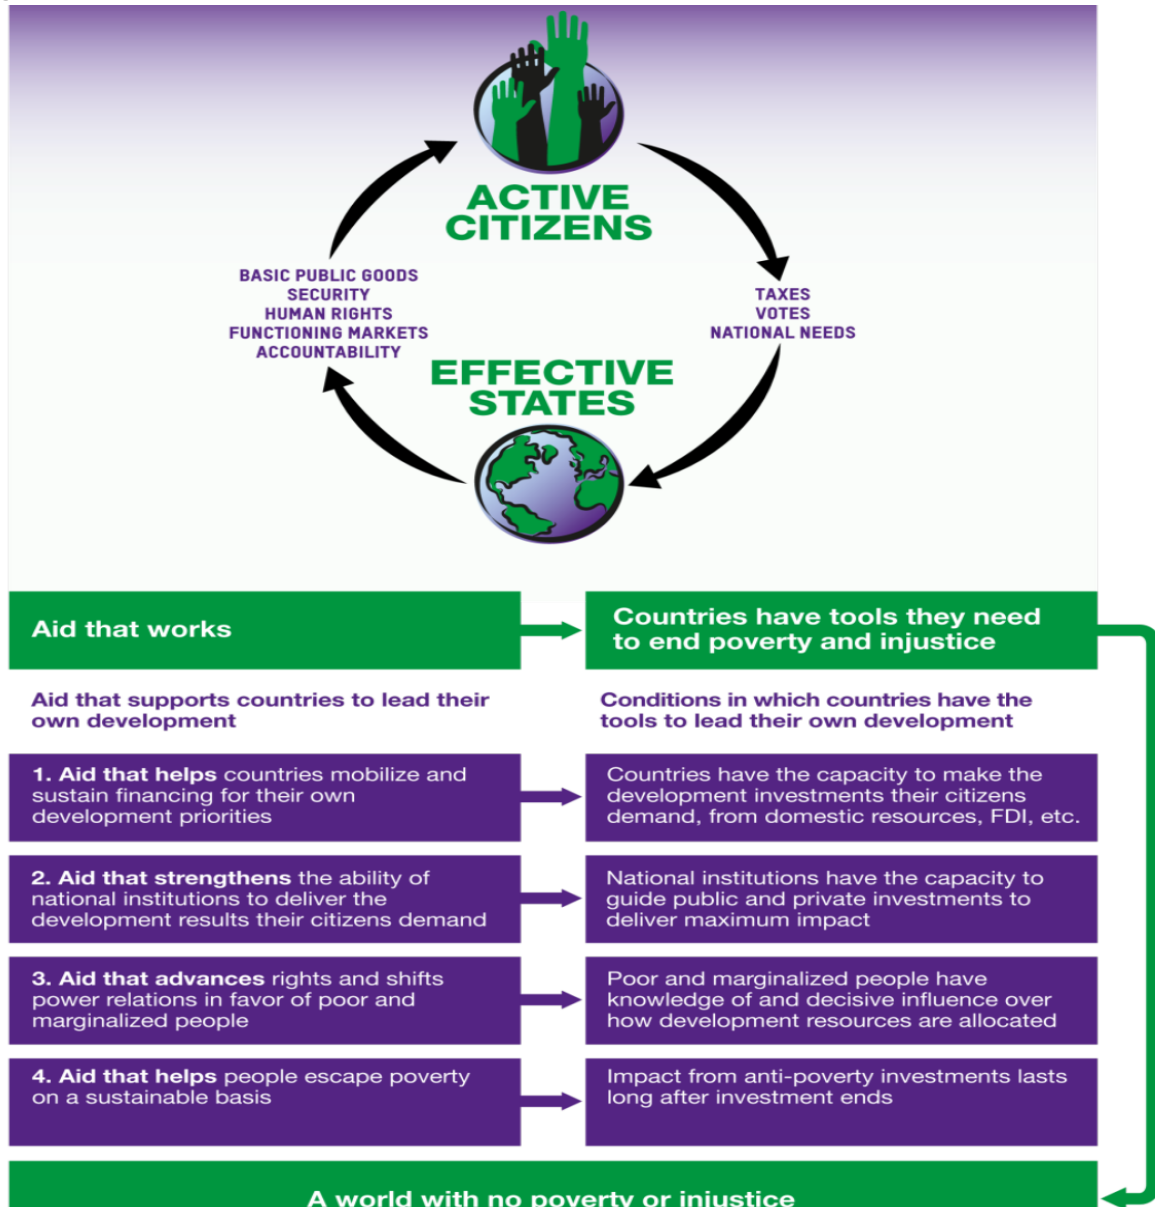 ACTIVE
CITIZENS
BASIC PUBLIC GOODS
SECURITY
HUMAN RIGHTS
FUNCTIONING MARKETS
ACCOUNTABILITY
TAXES
VOTES
NATIONAL NEEDS
EFFECTIVE
STATES
Aid that works
Countries have tools they need
to end poverty and injustice
Aid that supports countries to lead their
own development
Conditions in which countries have the
tools to lead their own development
1. Aid that helps countries mobilize and
sustain financing for their own
development priorities
Countries have the capacity to make the
development investments their citizens
demand, from domestic resources, FDI, etc.
2. Aid that strengthens the ability of
national institutions to deliver the
development results their citizens demand
National institutions have the capacity to
guide public and private investments to
deliver maximum impact
3. Aid that advances rights and shifts
power relations in favor of poor and
marginalized people
Poor and marginalized people have
knowledge of and decisive influence over
how development resources are allocated
4. Aid that helps people escape poverty
on a sustainable basis
Impact from anti-poverty investments lasts
long after investment ends
A world with no poverty or injustice